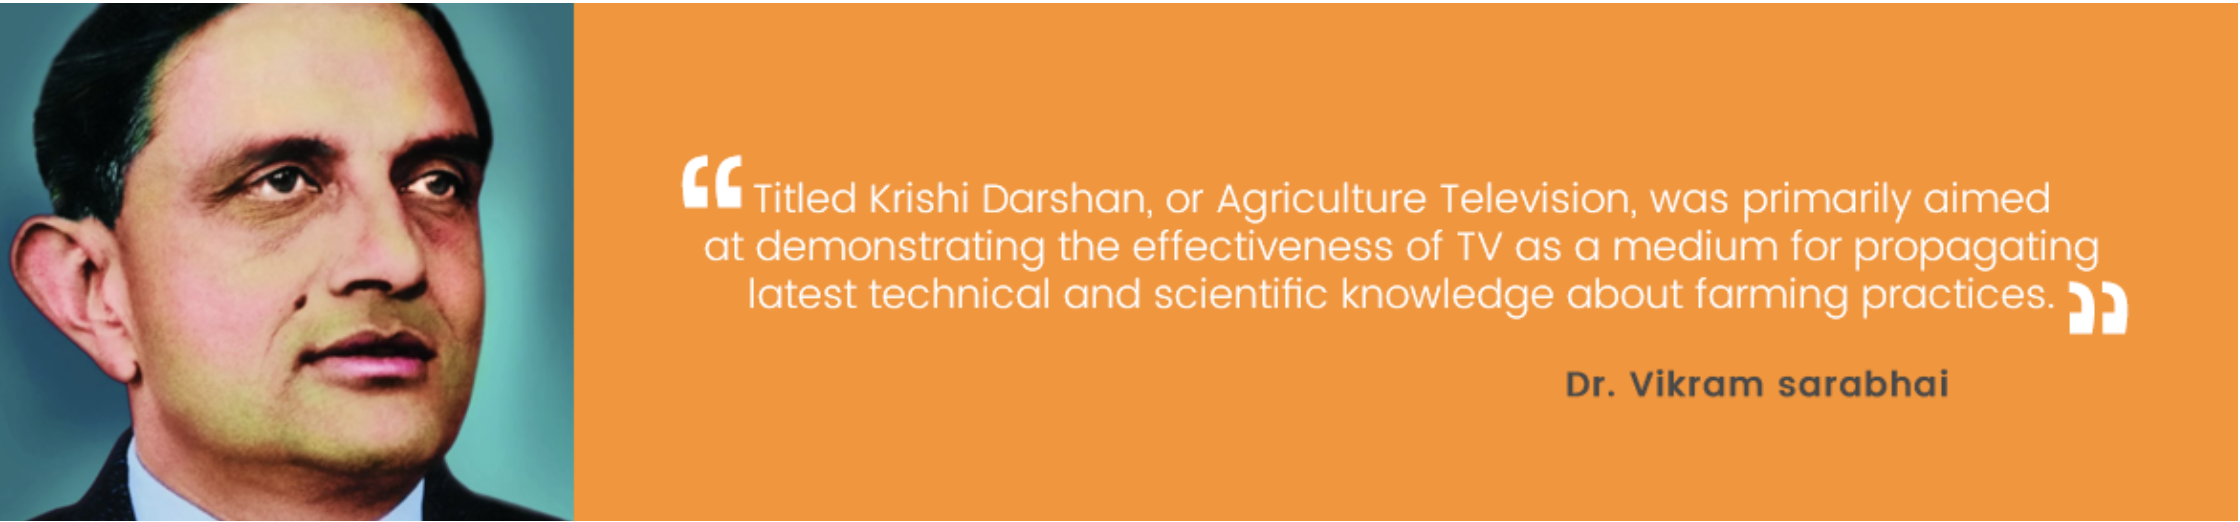 “Titled Krishi Darshan, or Agriculture Television, was primarily aimed
at demonstrating the effectiveness of TV as a medium for propagating
latest technical and scientific knowledge about farming practices.”
Dr. Vikram sarabhai